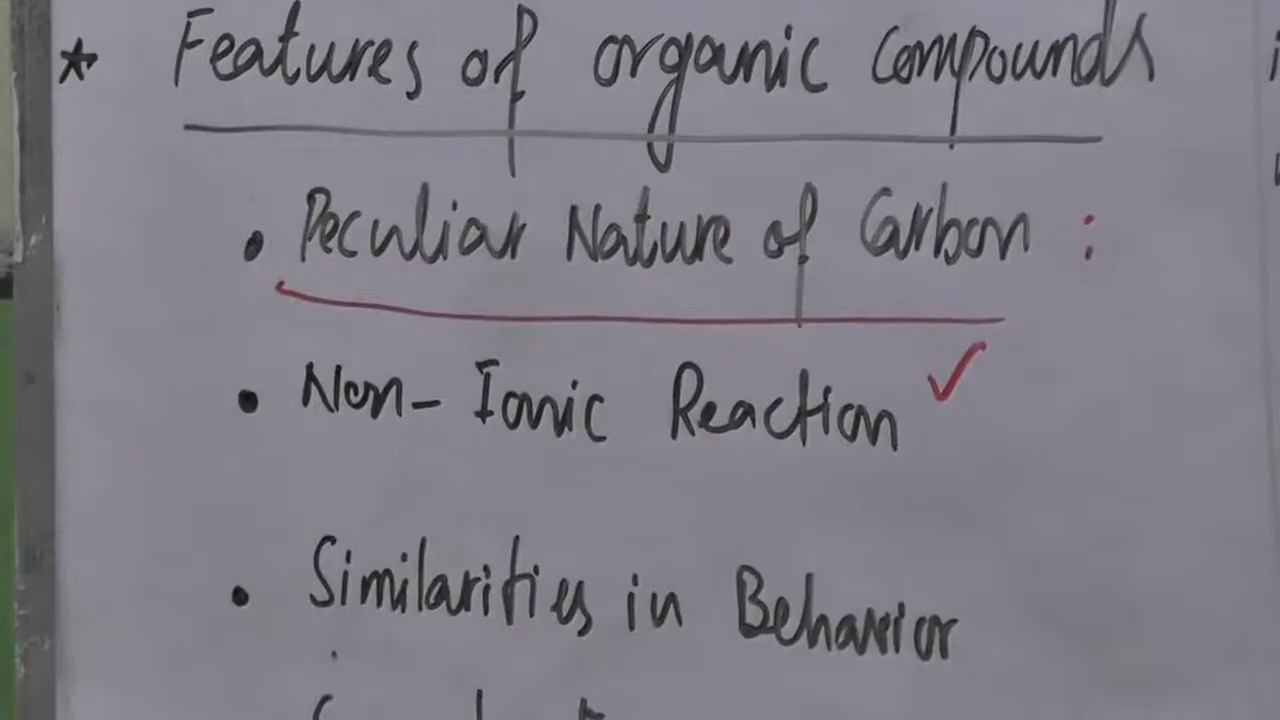 * Features of organic compounds
• Peculiar Nature of Carbon :
• Non-Ionic Reaction ✓
• Similarities in Behavior